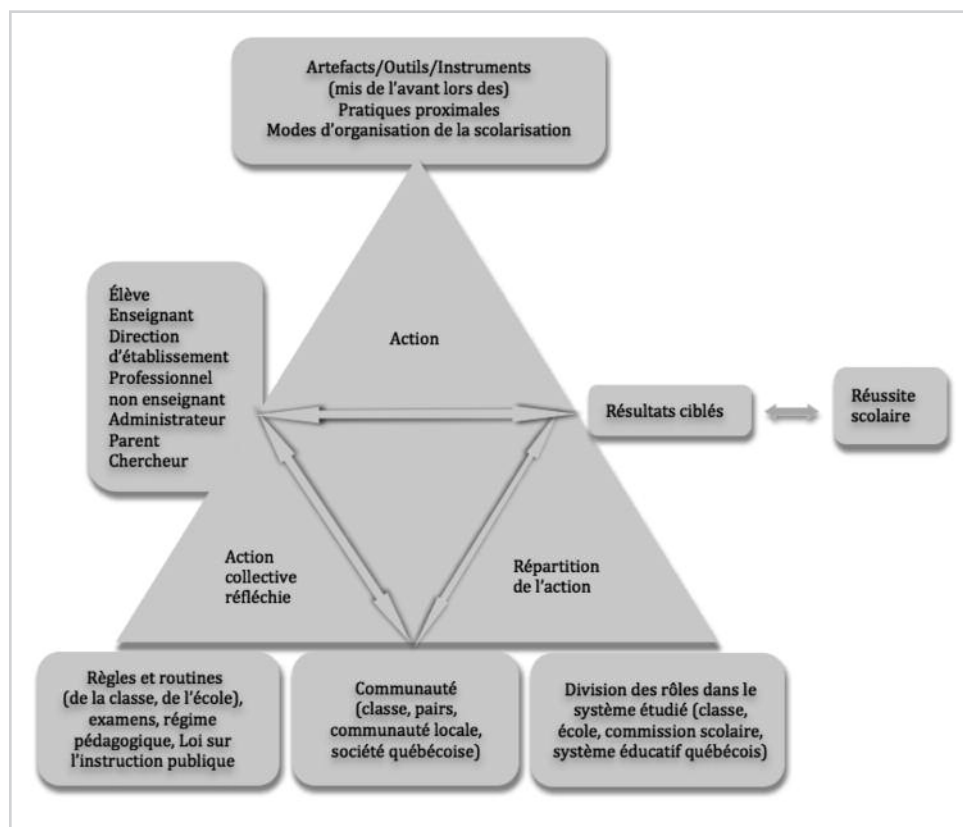 Artefacts/Outils/Instruments
(mis de l'avant lors des)
Pratiques proximales
Modes d'organisation de la scolarisation
Élève
Enseignant
Direction
d'établissement
Professionnel
non enseignant
Administrateur
Parent
Chercheur
Action
Résultats ciblés
Réussite
scolaire
Action
collective
réfléchie
Répartition
de l'action
Règles et routines
(de la classe, de l'école),
examens, régime
pédagogique, Loi sur
l'instruction publique
Communauté
(classe, pairs,
communauté locale,
société québécoise)
Division des rôles dans le
système étudié (classe,
école, commission scolaire,
système éducatif québécois)